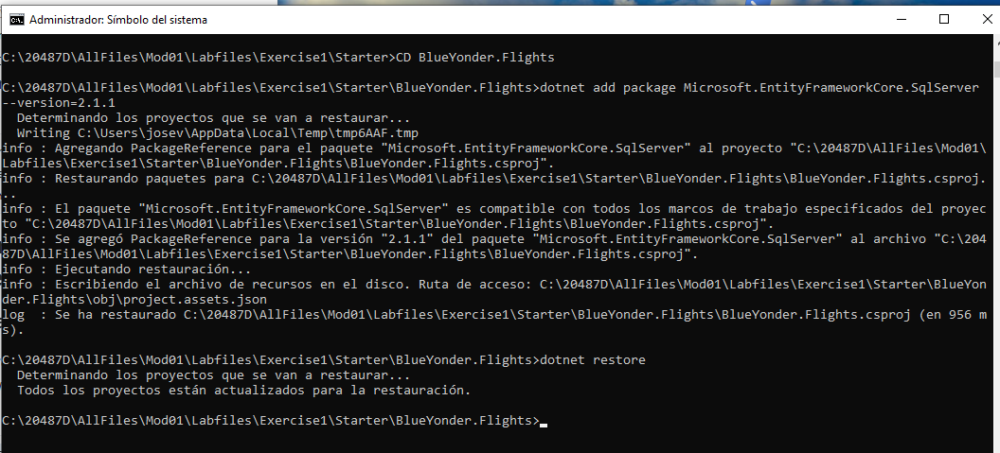 Administrador: Símbolo del sistema
C:\20487D\AllFiles\Mod01\Labfiles\Exercise1\Starter>CD BlueYonder.Flights
C:\20487D\AllFiles\Mod01\Labfiles\Exercise1\Starter\BlueYonder.Flights>dotnet add package Microsoft.EntityFrameworkCore.SqlServer
--version=2.1.1
  Determinando los proyectos que se van a restaurar...
  Writing C:\Users\josev\AppData\Local\Temp\tmp6AAF.tmp
info : Agregando PackageReference para el paquete "Microsoft.EntityFrameworkCore.SqlServer" al proyecto "C:\20487D\AllFiles\Mod01\
Labfiles\Exercise1\Starter\BlueYonder.Flights\BlueYonder.Flights.csproj".
info : Restaurando paquetes para C:\20487D\AllFiles\Mod01\Labfiles\Exercise1\Starter\BlueYonder.Flights\BlueYonder.Flights.csproj.
..
info : El paquete "Microsoft.EntityFrameworkCore.SqlServer" es compatible con todos los marcos de trabajo especificados del proyec
to "C:\20487D\AllFiles\Mod01\Labfiles\Exercise1\Starter\BlueYonder.Flights\BlueYonder.Flights.csproj".
info : Se agregó PackageReference para la versión "2.1.1" del paquete "Microsoft.EntityFrameworkCore.SqlServer" al archivo "C:\204
87D\AllFiles\Mod01\Labfiles\Exercise1\Starter\BlueYonder.Flights\BlueYonder.Flights.csproj".
info : Ejecutando restauración...
info : Escribiendo el archivo de recursos en el disco. Ruta de acceso: C:\20487D\AllFiles\Mod01\Labfiles\Exercise1\Starter\BlueYon
der.Flights\obj\project.assets.json
log  : Se ha restaurado C:\20487D\AllFiles\Mod01\Labfiles\Exercise1\Starter\BlueYonder.Flights\BlueYonder.Flights.csproj (en 956 m
s).
C:\20487D\AllFiles\Mod01\Labfiles\Exercise1\Starter\BlueYonder.Flights>dotnet restore
  Determinando los proyectos que se van a restaurar...
  Todos los proyectos están actualizados para la restauración.
C:\20487D\AllFiles\Mod01\Labfiles\Exercise1\Starter\BlueYonder.Flights>